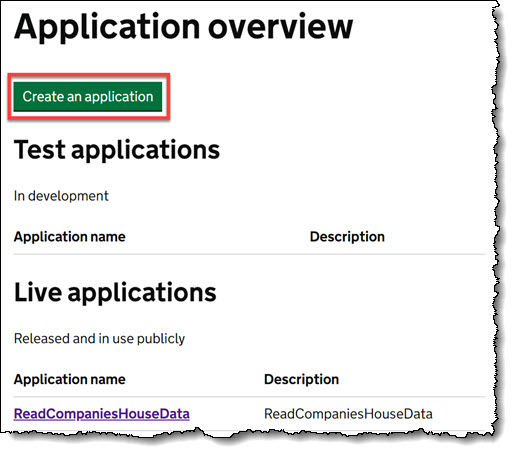 Application overview
Create an application
Test applications
In development
Application name Description
Live applications
Released and in use publicly
Application name Description
ReadCompaniesHouseData ReadCompaniesHouseData